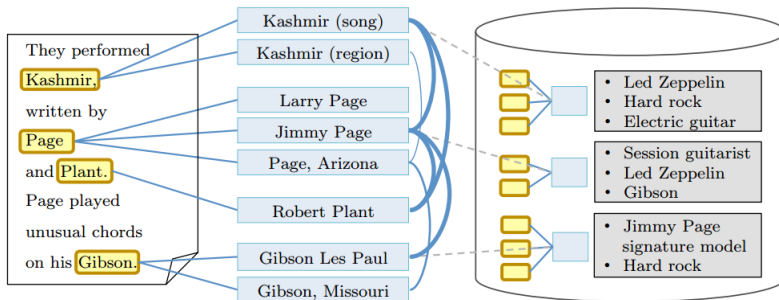 They performed
Kashmir,
written by
Page
and Plant.
Page played
unusual chords
on his Gibson.
Kashmir (song)
Kashmir (region)
Larry Page
Jimmy Page
Page, Arizona
Robert Plant
Gibson Les Paul
Gibson, Missouri
• Led Zeppelin
• Hard rock
• Electric guitar
• Session guitarist
• Led Zeppelin
• Gibson
• Jimmy Page
signature model
• Hard rock